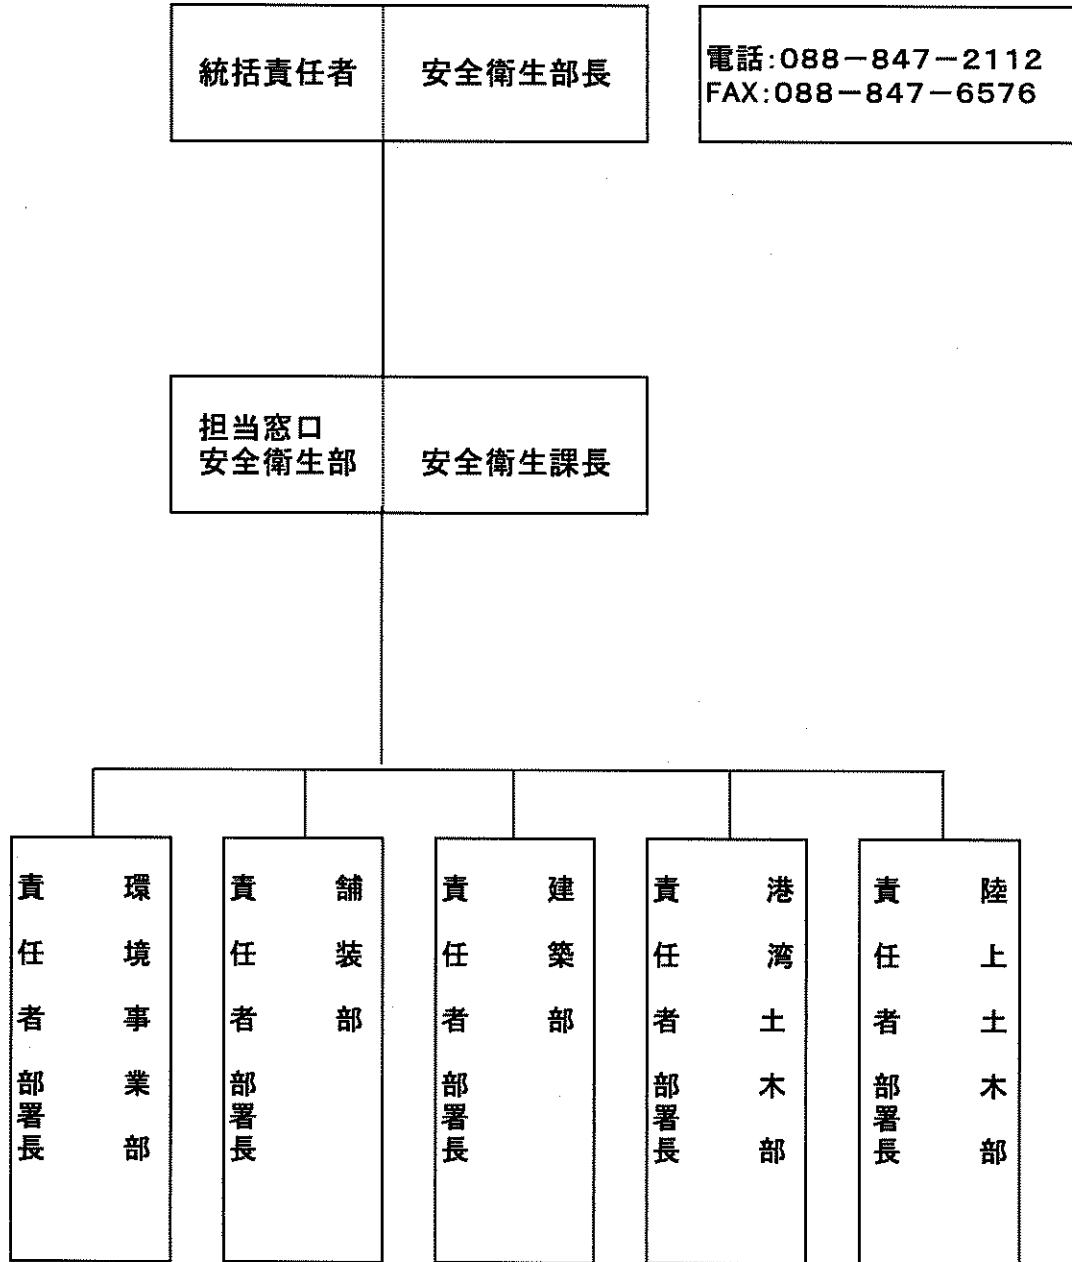 統括責任者 安全衛生部長
電話:088-847-2112
FAX:088-847-6576
担当窓口
安全衛生部 安全衛生課長
陸上土木部
責任者 部署長
港湾土木部
責任者 部署長
建築部
責任者 部署長
舗装部
責任者 部署長
環境事業部
責任者 部署長